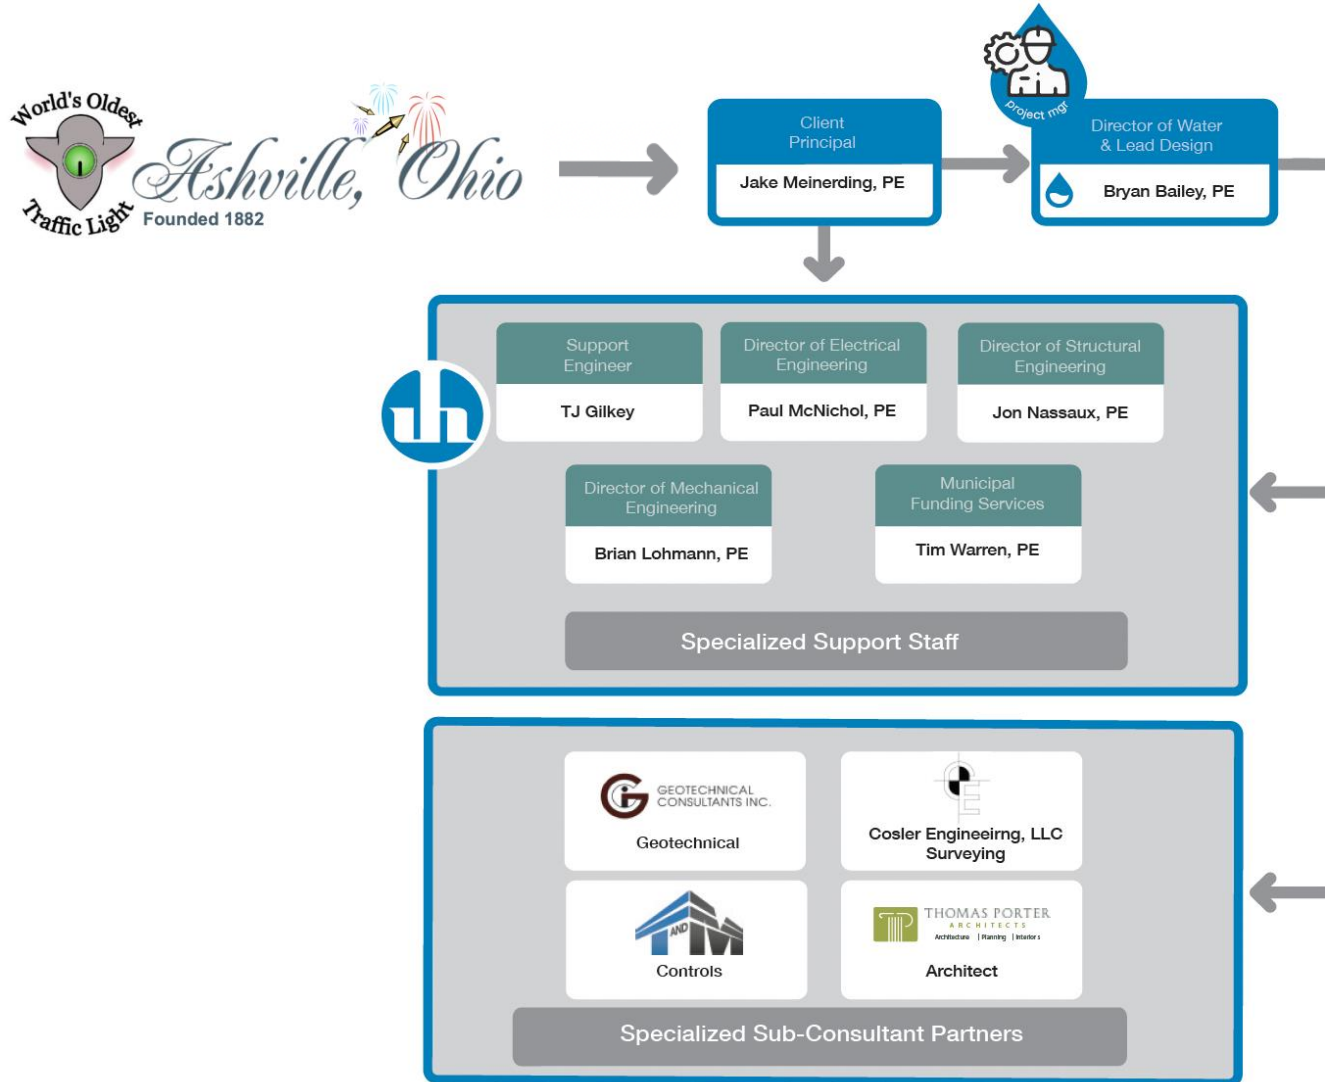 World's Oldest
Traffic Light
Ashville, Ohio
Founded 1882
Client
Principal
Jake Meinerding, PE
project mgr
Director of Water
& Lead Design
Bryan Bailey, PE
Support
Engineer
TJ Gilkey
Director of Electrical
Engineering
Paul McNichol, PE
Director of Structural
Engineering
Jon Nassaux, PE
Director of Mechanical
Engineering
Brian Lohmann, PE
Municipal
Funding Services
Tim Warren, PE
Specialized Support Staff
GCI
GEOTECHNICAL
CONSULTANTS INC.
Geotechnical
CE
Cosler Engineeirng, LLC
Surveying
T AND M
Controls
TP
THOMAS PORTER
ARCHITECTS
Architecture | Planning | Interiors
Architect
Specialized Sub-Consultant Partners